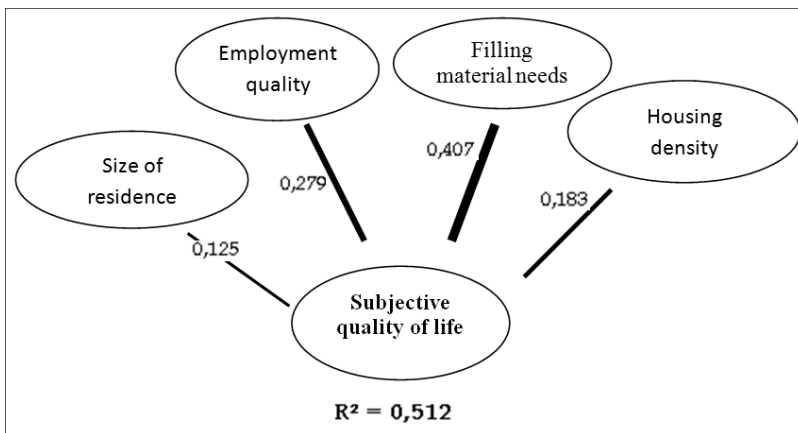 Employment
quality
Filling
material needs
Housing
density
Size of
residence
0,125
0,279
0,407
0,183
Subjective
quality of life
R² = 0,512